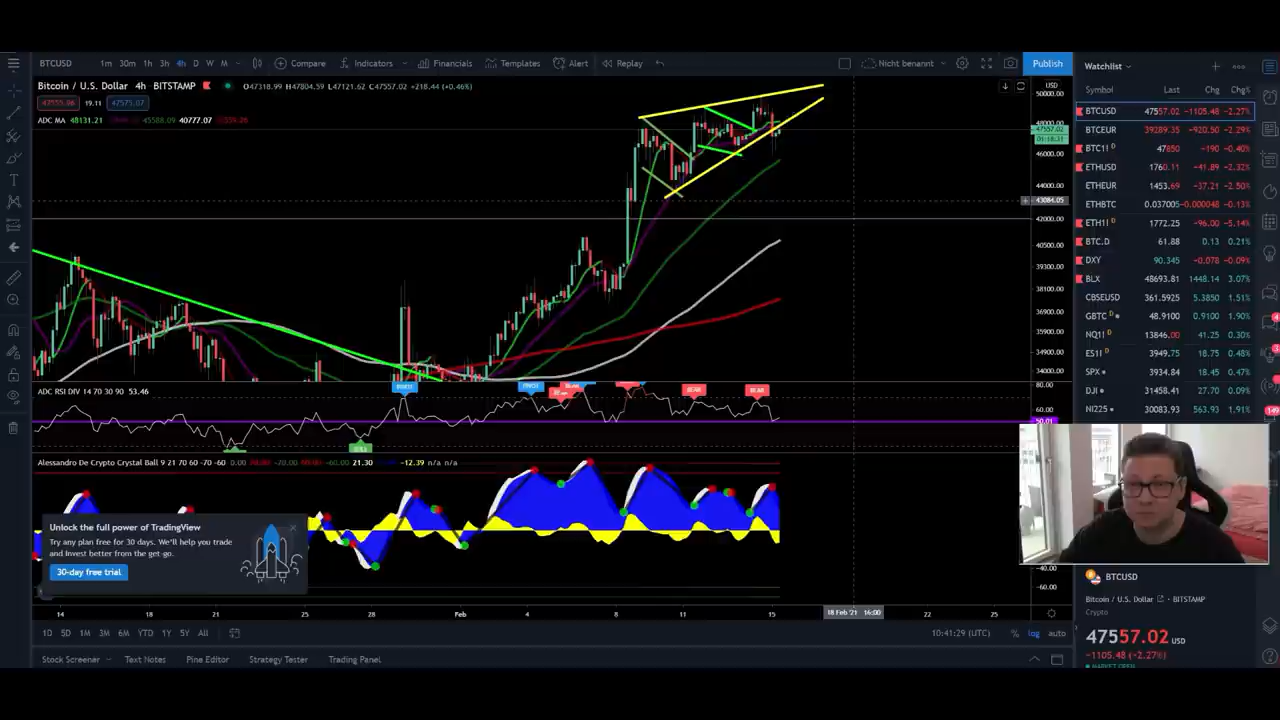 BTCUSD 1m 30m 1h 3h 4h D W M Compare Indicators Financials Templates Alert Replay Nicht benannt Publish
Bitcoin / U.S. Dollar 4h BITSTAMP O47318.99 H47804.59 L47121.62 C47557.02 +218.44 (+0.46%)
47555.06 19.11 47575.07
ADC MA 48131.21 45588.09 40777.07
USD
50000.00
48000.00
47557.02
01:18:31
46000.00
44000.00
43084.05
42000.00
40500.00
39300.00
36900.00
35900.00
34900.00
34000.00
ADC RSI DIV 14 70 30 90 53.46
80.00
60.00
50.01
BEAR BEAR
Alessandro De Crypto Crystal Ball 9 21 70 60 -70 -60 0.00 -70.00 -60.00 21.30 -12.39 n/a n/a
-40.00
-60.00
Unlock the full power of TradingView
Try any plan free for 30 days. We'll help you trade
and invest better from the get-go.
30-day free trial
14 18 21 25 28 Feb 4 8 11 15 18 Feb '21 16:00 22 25
1D 5D 1M 3M 6M YTD 1Y 5Y All 10:41:29 (UTC) % log auto
Stock Screener Text Notes Pine Editor Strategy Tester Trading Panel
Watchlist
Symbol Last Chg Chg%
BTCUSD 47557.02 -1105.48 -2.27%
BTCEUR 39289.35 -920.50 -2.29%
BTC1! D 47850 -190 -0.40%
ETHUSD 1760.11 -41.89 -2.32%
ETHEUR 1453.69 -37.21 -2.50%
ETHBTC 0.037005 -0.000048 -0.13%
ETH1! D 1772.25 -96.00 -5.14%
BTC.D 61.88 0.13 0.21%
DXY 90.345 -0.078 -0.09%
BLX 48693.81 1448.14 3.07%
CBSEUSD 361.5925 5.3850 1.51%
GBTC D 48.9100 0.9100 1.90%
NQ1! D 13846.00 41.25 0.30%
ES1! D 3949.75 18.75 0.48%
SPX 3934.84 18.45 0.47%
DJI 31458.41 27.70 0.09%
NI225 30083.93 563.93 1.91%
149
BTCUSD
Bitcoin / U.S. Dollar BITSTAMP
Crypto
47557.02 USD
-1105.48 (-2.27%)
MARKET OPEN